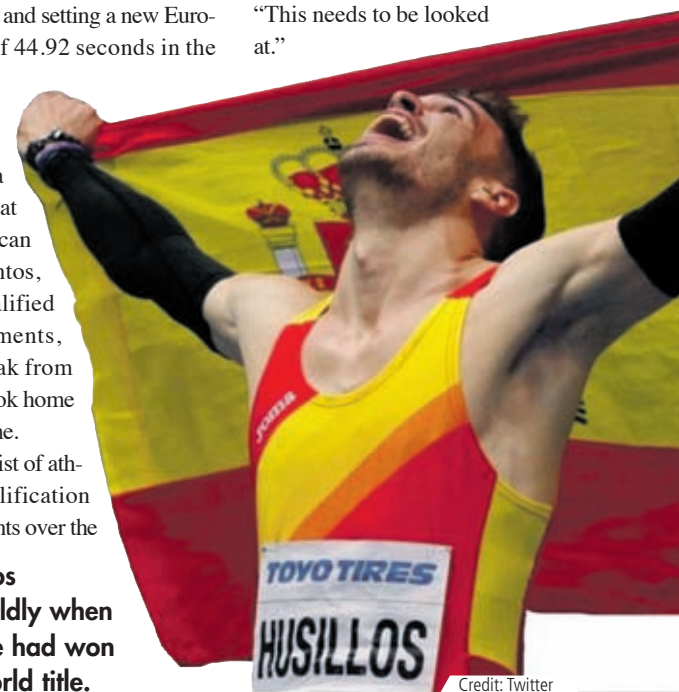 and setting a new Euro-
f 44.92 seconds in the
a
at
can
ntos,
lified
ments,
ak from
ok home
ne.
ist of ath-
lification
nts over the
os
ldly when
e had won
rld title.
“This needs to be looked
at.”
Joma
TOYO TIRES
HUSILLOS
Credit: Twitter